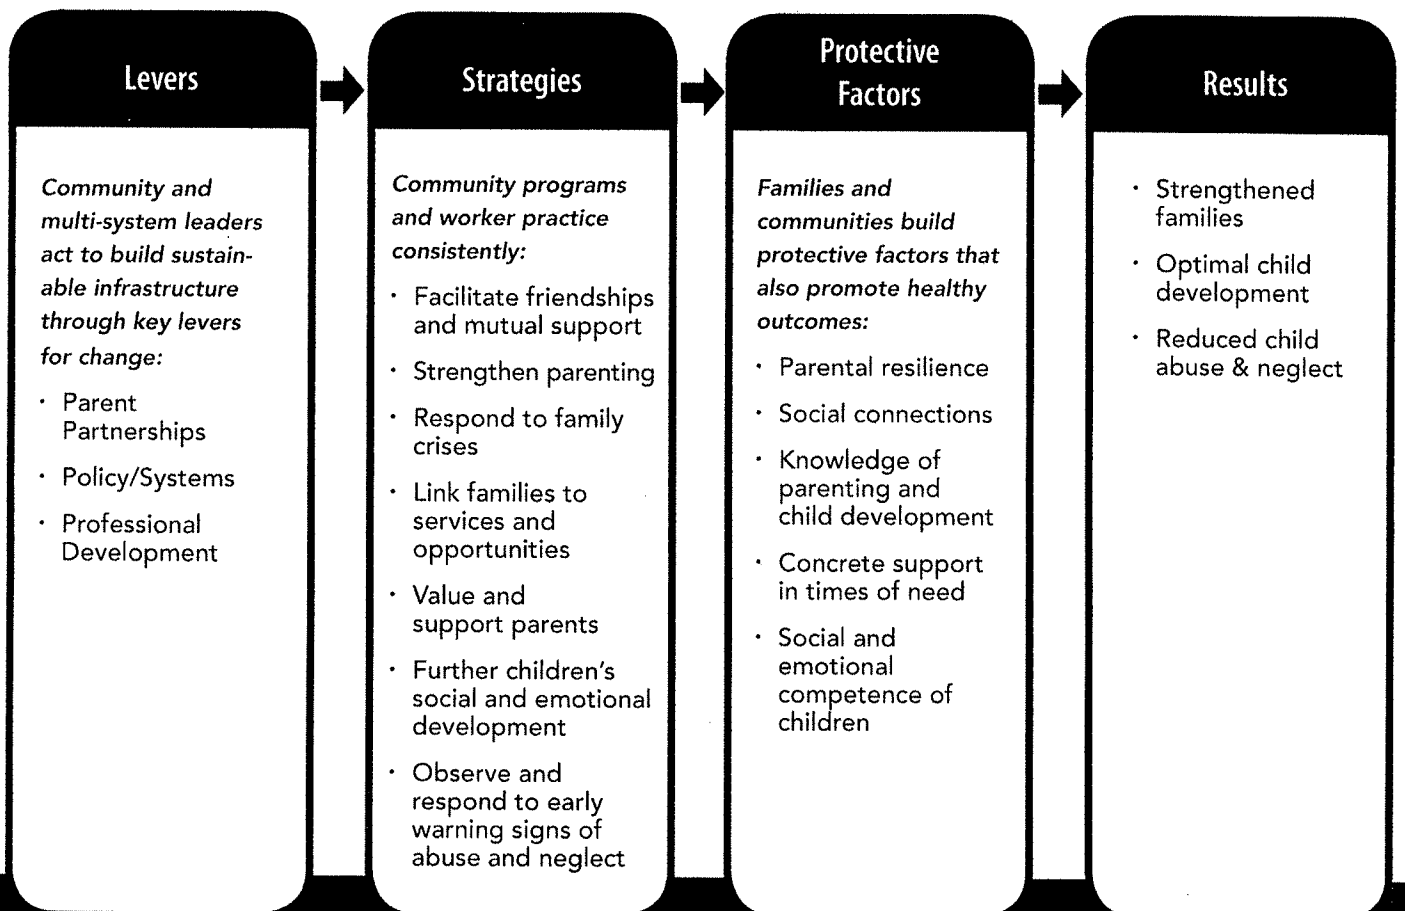 Levers
Community and
multi-system leaders
act to build sustain-
able infrastructure
through key levers
for change:
· Parent
Partnerships
· Policy/Systems
· Professional
Development
Strategies
Community programs
and worker practice
consistently:
· Facilitate friendships
and mutual support
· Strengthen parenting
· Respond to family
crises
· Link families to
services and
opportunities
· Value and
support parents
· Further children's
social and emotional
development
· Observe and
respond to early
warning signs of
abuse and neglect
Protective
Factors
Families and
communities build
protective factors that
also promote healthy
outcomes:
· Parental resilience
· Social connections
· Knowledge of
parenting and
child development
· Concrete support
in times of need
· Social and
emotional
competence of
children
Results
· Strengthened
families
· Optimal child
development
· Reduced child
abuse & neglect